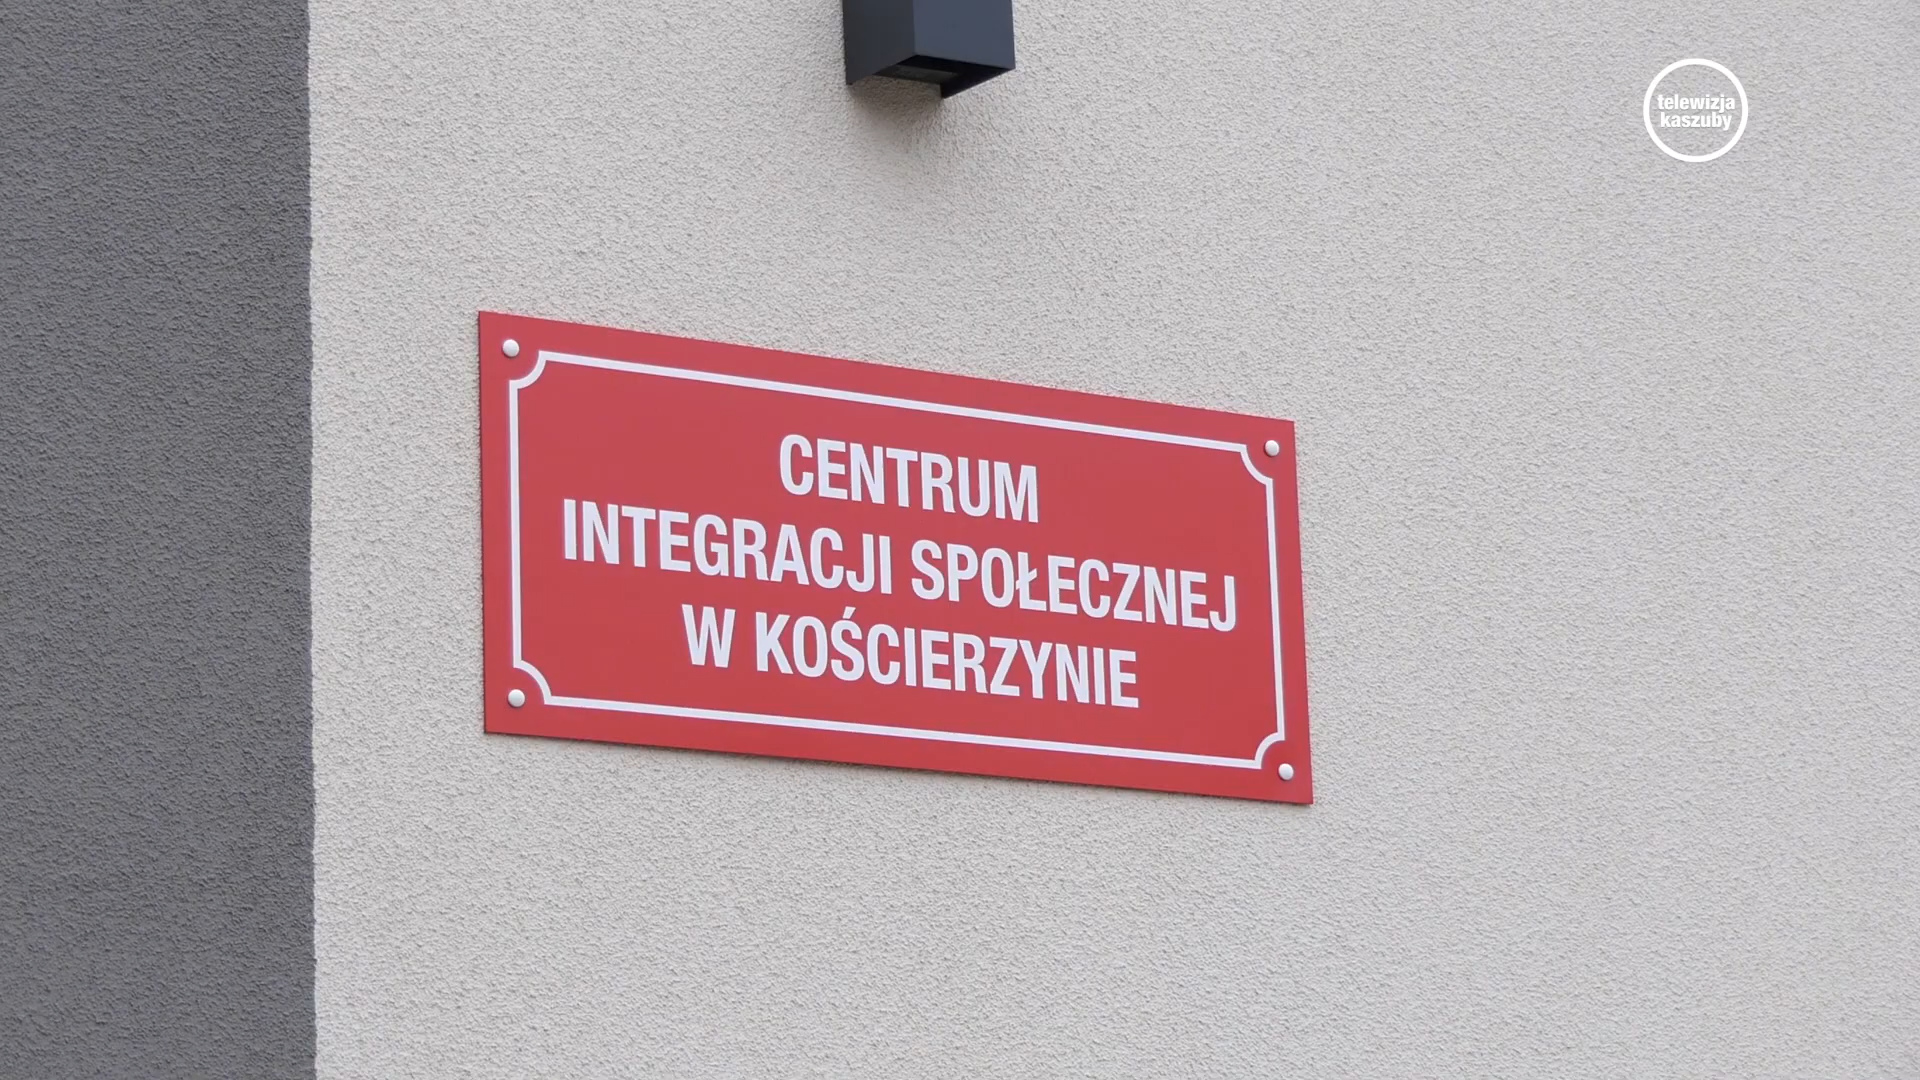 telewizja
kaszuby
CENTRUM
INTEGRACJI SPOŁECZNEJ
W KOŚCIERZYNIE